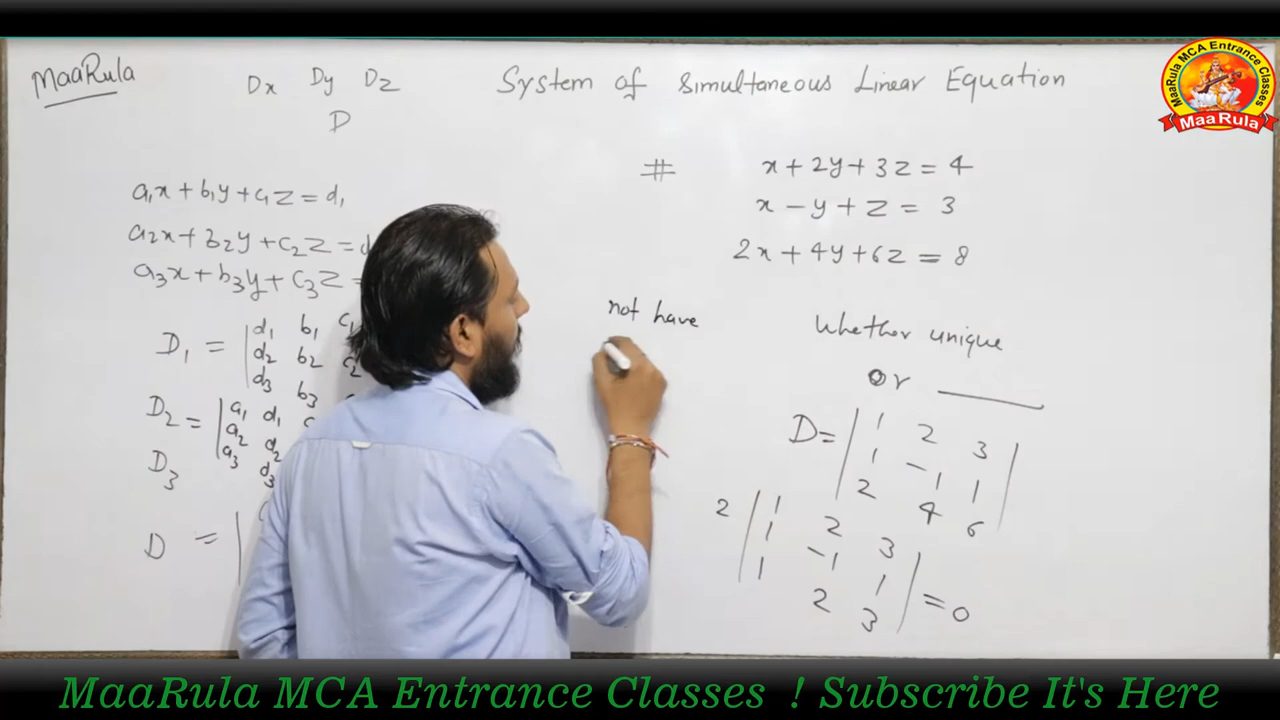 MaaRula
Dx Dy Dz
D
System of Simultaneous Linear Equation
MaaRula MCA Entrance Classes
MaaRula
a₁x + b₁y + c₁z = d₁
a₂x + b₂y + c₂z = d
a₃x + b₃y + c₃z =
D₁ = | d₁ b₁ c₁
d₂ b₂ c₂
d₃ b₃
D₂ = | a₁ d₁
a₂ d₂
a₃ d₃
D₃
D = |
# x + 2y + 3z = 4
x - y + z = 3
2x + 4y + 6z = 8
not have
Whether unique
Or ______
D = | 1 2 3 |
1 -1 1
2 4 6
2 | 1 2 3 |
1 -1 1
1 2 3 | = 0
MaaRula MCA Entrance Classes ! Subscribe It's Here